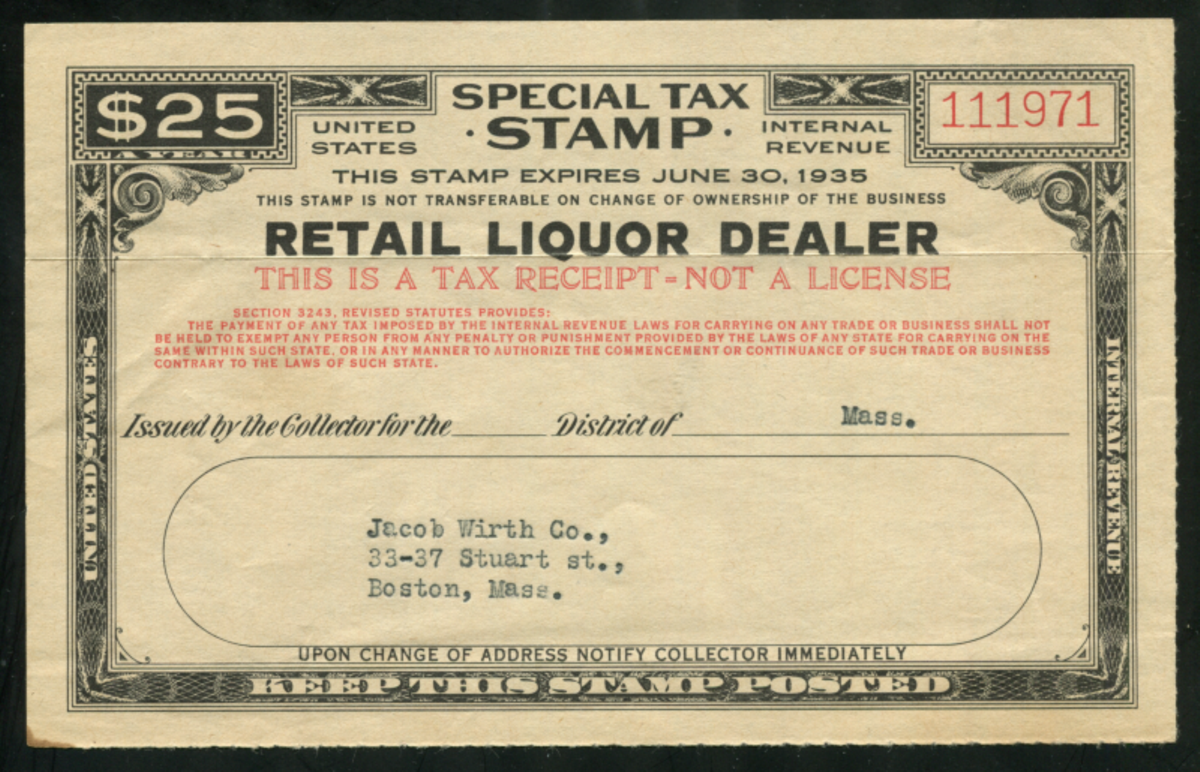 $25
A YEAR
UNITED
STATES
SPECIAL TAX
· STAMP ·
INTERNAL
REVENUE
111971
THIS STAMP EXPIRES JUNE 30, 1935
THIS STAMP IS NOT TRANSFERABLE ON CHANGE OF OWNERSHIP OF THE BUSINESS
RETAIL LIQUOR DEALER
THIS IS A TAX RECEIPT=NOT A LICENSE
SECTION 3243, REVISED STATUTES PROVIDES:
THE PAYMENT OF ANY TAX IMPOSED BY THE INTERNAL REVENUE LAWS FOR CARRYING ON ANY TRADE OR BUSINESS SHALL NOT
BE HELD TO EXEMPT ANY PERSON FROM ANY PENALTY OR PUNISHMENT PROVIDED BY THE LAWS OF ANY STATE FOR CARRYING ON THE
SAME WITHIN SUCH STATE, OR IN ANY MANNER TO AUTHORIZE THE COMMENCEMENT OR CONTINUANCE OF SUCH TRADE OR BUSINESS
CONTRARY TO THE LAWS OF SUCH STATE.
Issued by the Collector for the District of Mass.
Jacob Wirth Co.,
33-37 Stuart st.,
Boston, Mass.
UPON CHANGE OF ADDRESS NOTIFY COLLECTOR IMMEDIATELY
KEEP THIS STAMP POSTED
UNITED STATES
INTERNAL REVENUE